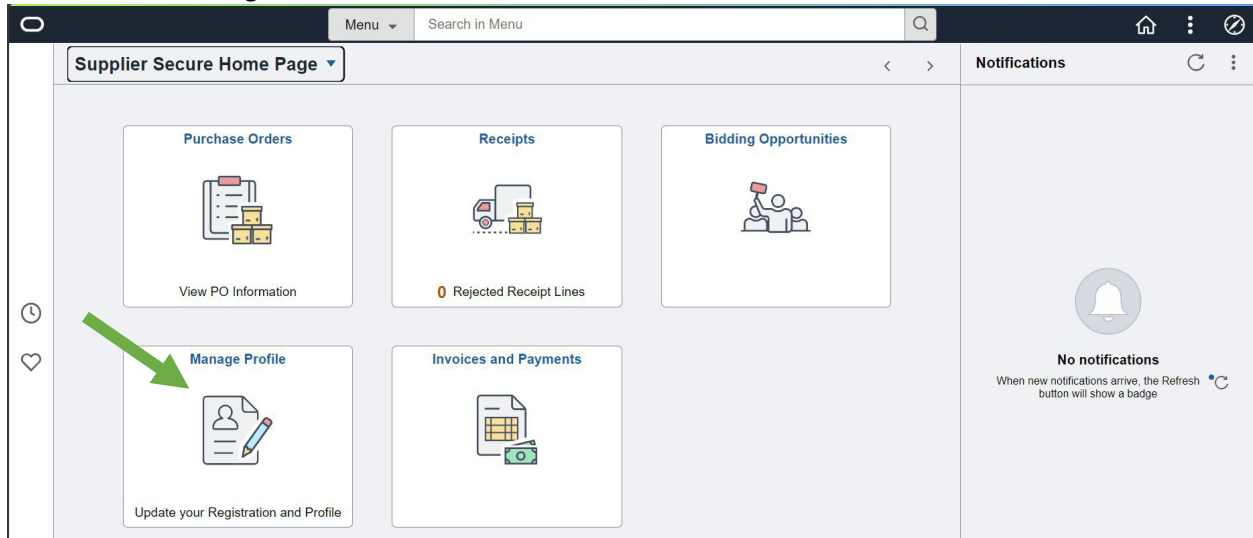 Menu
Search in Menu
Supplier Secure Home Page
Notifications
Purchase Orders
View PO Information
Receipts
0 Rejected Receipt Lines
Bidding Opportunities
Manage Profile
Update your Registration and Profile
Invoices and Payments
No notifications
When new notifications arrive, the Refresh
button will show a badge